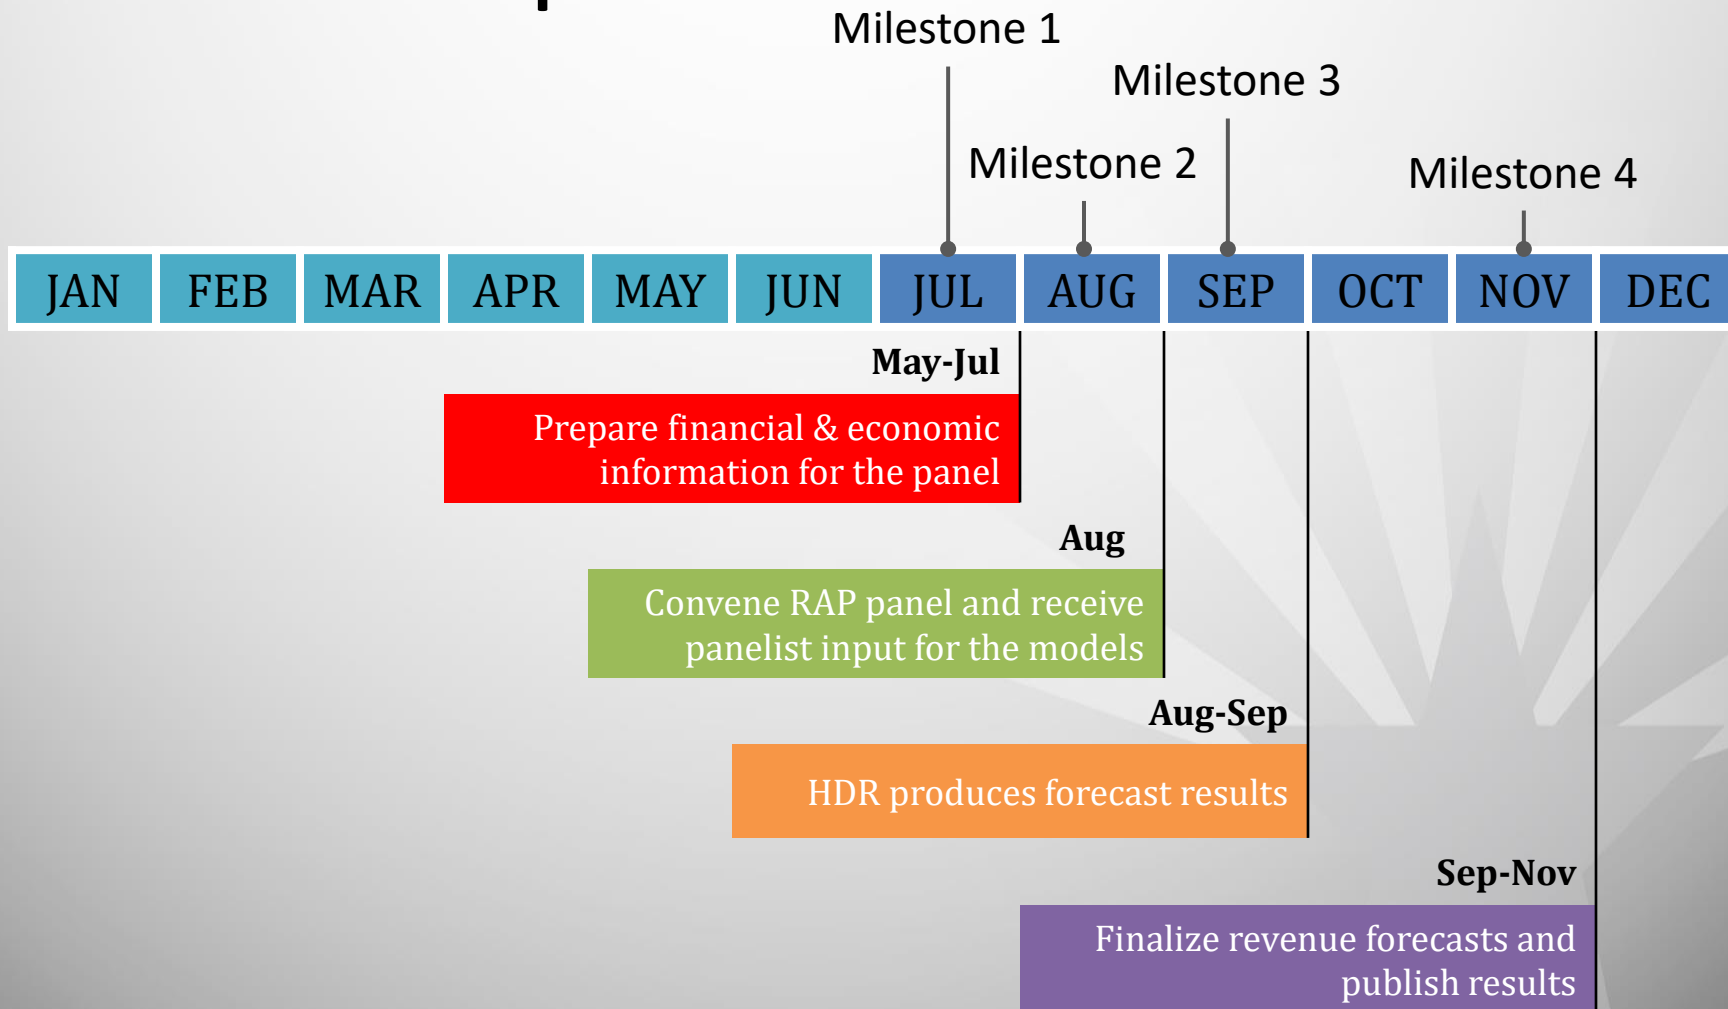 Milestone 1
Milestone 3
Milestone 2
Milestone 4
JAN FEB MAR APR MAY JUN JUL AUG SEP OCT NOV DEC
May-Jul
Prepare financial & economic
information for the panel
Aug
Convene RAP panel and receive
panelist input for the models
Aug-Sep
HDR produces forecast results
Sep-Nov
Finalize revenue forecasts and
publish results